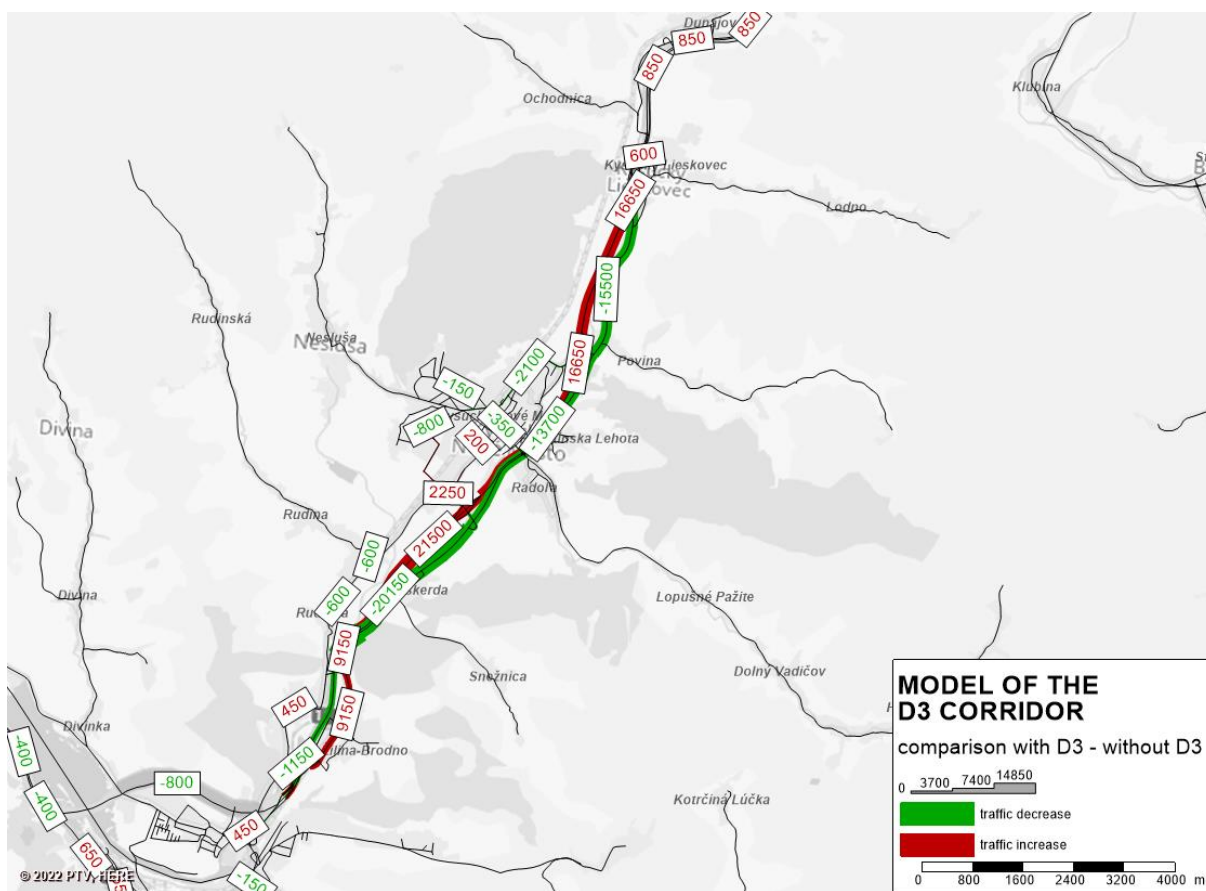 Dunajov
850
850
850
Ochodnica
Klubina
600
16650
Lodno
Rudinská
-15500
Nesluša
Nesluša
Povina
16650
-2100
-150
-350
-800
-13700
200
Divina
Radoľa
2250
Rudina
21500
-600
-600
-20150
Divina
Lopušné Pažite
9150
Snežnica
Dolný Vadičov
450
9150
Divinka
-1150
-400
-800
-400
Kotrčiná Lúčka
450
650
-150
MODEL OF THE
D3 CORRIDOR
comparison with D3 - without D3
0 3700 7400 14850
traffic decrease
traffic increase
0 800 1600 2400 3200 4000 m
© 2022 PTV, HERE